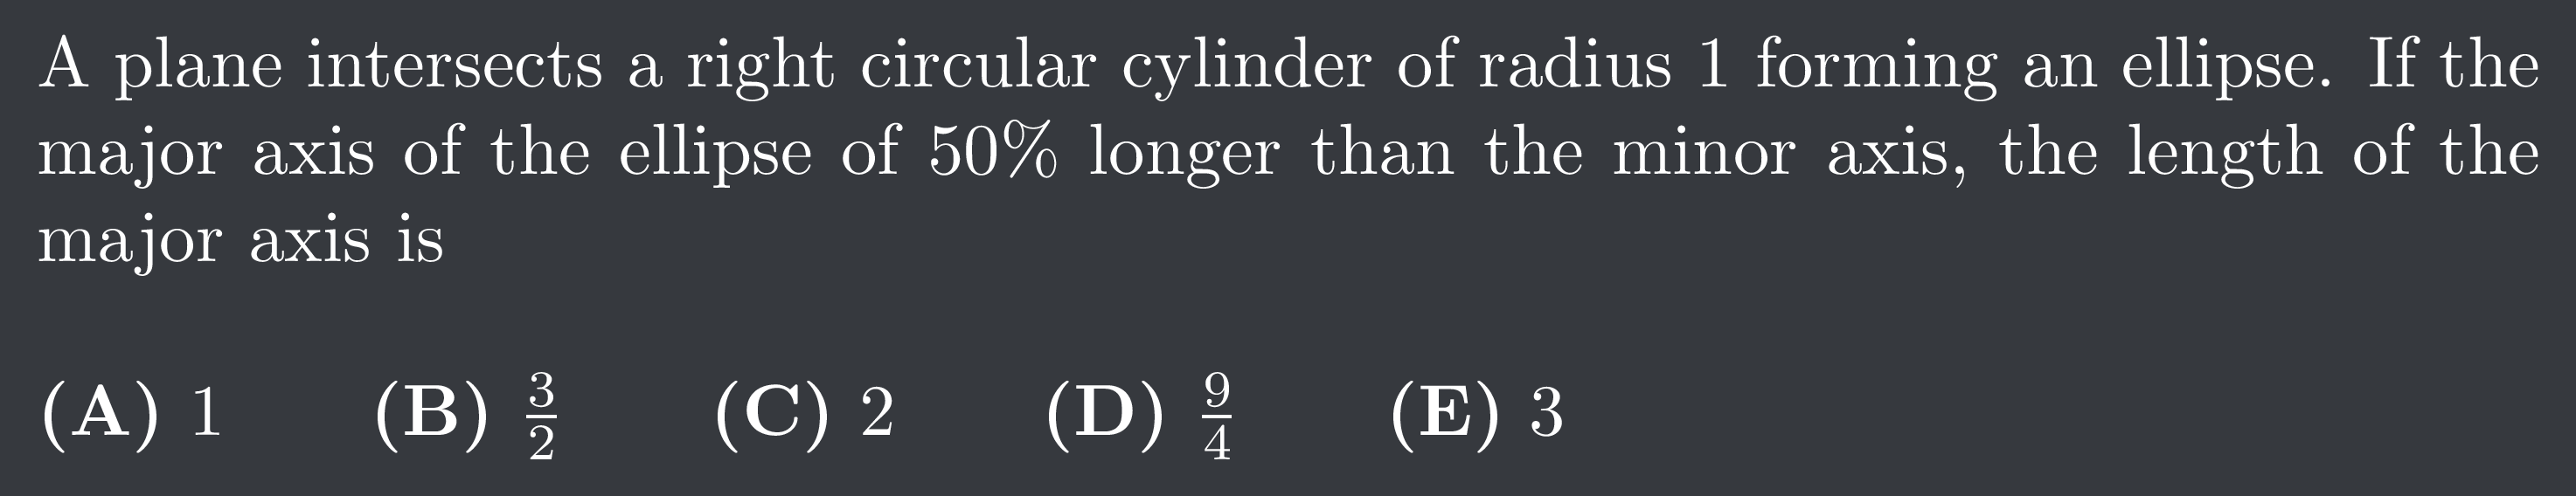 A plane intersects a right circular cylinder of radius 1 forming an ellipse. If the
major axis of the ellipse of 50% longer than the minor axis, the length of the
major axis is
(A) 1 (B) 3/2 (C) 2 (D) 9/4 (E) 3